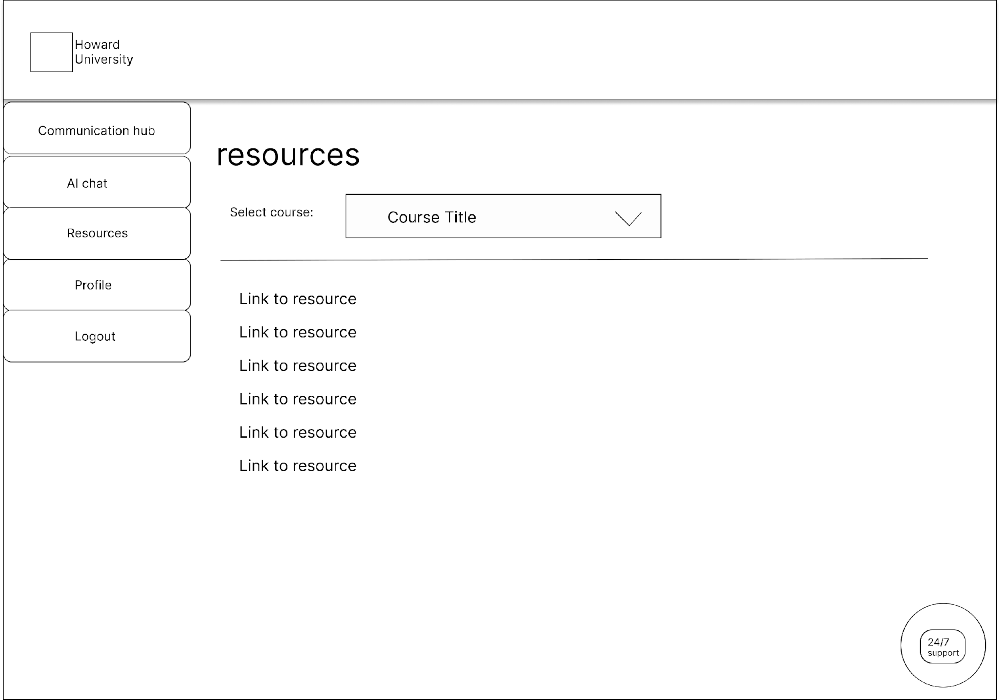 Howard
University
Communication hub
AI chat
Resources
Profile
Logout
resources
Select course:
Course Title
Link to resource
Link to resource
Link to resource
Link to resource
Link to resource
Link to resource
24/7
support